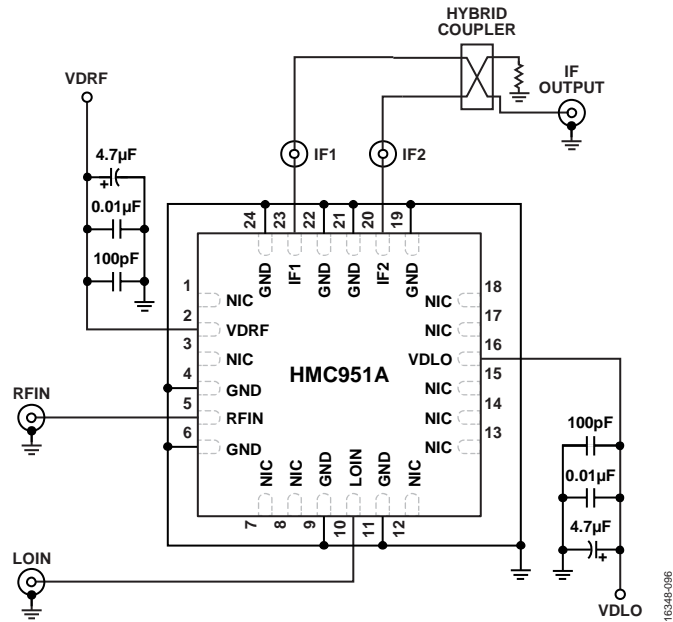 HYBRID
COUPLER
VDRF
IF
OUTPUT
4.7µF
+
IF1
IF2
0.01µF
100pF
24
23
22
21
20
19
GND
IF1
GND
GND
IF2
GND
1
NIC
2
VDRF
3
NIC
4
GND
5
RFIN
6
GND
18
NIC
17
NIC
16
VDLO
15
NIC
14
NIC
13
NIC
HMC951A
RFIN
NIC
NIC
GND
LOIN
GND
NIC
7
8
9
10
11
12
100pF
0.01µF
4.7µF
+
LOIN
VDLO
16348-096